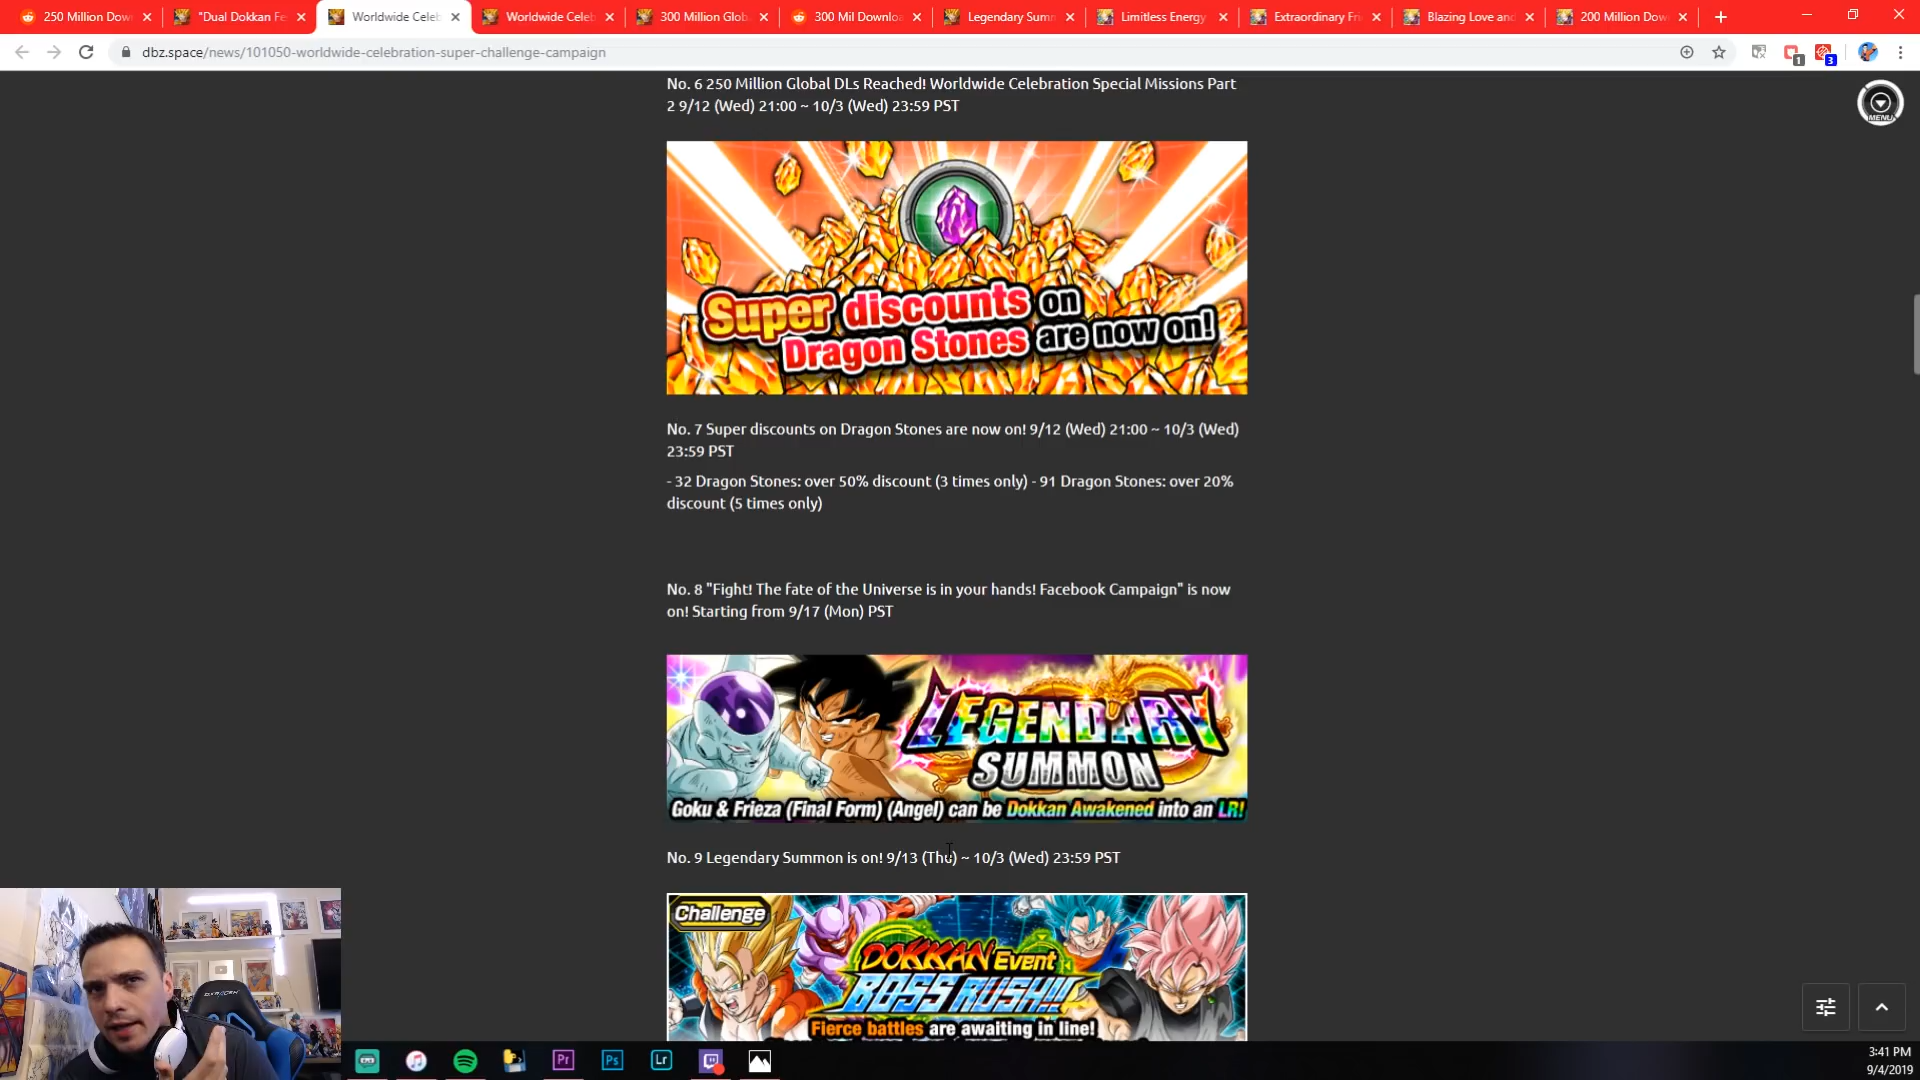 250 Million Dow
"Dual Dokkan Fe
Worldwide Celeb
Worldwide Celeb
300 Million Glob
300 Mil Downloa
Legendary Summ
Limitless Energy
Extraordinary Fri
Blazing Love and
200 Million Dow
dbz.space/news/101050-worldwide-celebration-super-challenge-campaign
1
3
MENU
No. 6 250 Million Global DLs Reached! Worldwide Celebration Special Missions Part
2 9/12 (Wed) 21:00 ~ 10/3 (Wed) 23:59 PST
Super discounts on
Dragon Stones are now on!
No. 7 Super discounts on Dragon Stones are now on! 9/12 (Wed) 21:00 ~ 10/3 (Wed)
23:59 PST
- 32 Dragon Stones: over 50% discount (3 times only) - 91 Dragon Stones: over 20%
discount (5 times only)
No. 8 "Fight! The fate of the Universe is in your hands! Facebook Campaign" is now
on! Starting from 9/17 (Mon) PST
LEGENDARY
SUMMON
Goku & Frieza (Final Form) (Angel) can be Dokkan Awakened into an LR!
No. 9 Legendary Summon is on! 9/13 (Thu) ~ 10/3 (Wed) 23:59 PST
Challenge
DOKKAN Event
BOSS RUSH!!
Fierce battles are awaiting in line!
Pr
Ps
Lr
3:41 PM
9/4/2019